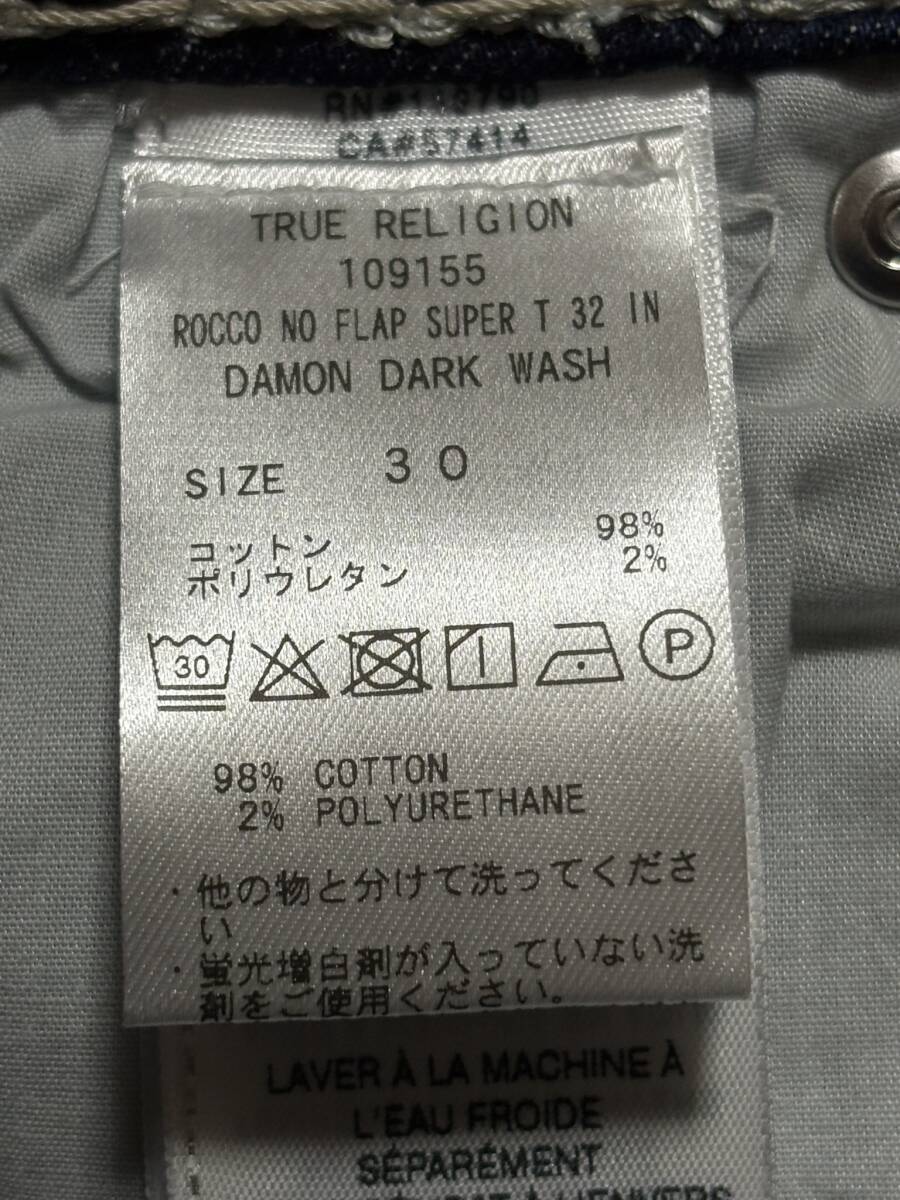 CA#57414
TRUE RELIGION
109155
ROCCO NO FLAP SUPER T 32 IN
DAMON DARK WASH
SIZE 30
コットン 98%
ポリウレタン 2%
30 P
98% COTTON
2% POLYURETHANE
・他の物と分けて洗ってくださ
い
・蛍光増白剤が入っていない洗
剤をご使用ください。
LAVER À LA MACHINE À
L'EAU FROIDE
SÉPARÉMENT